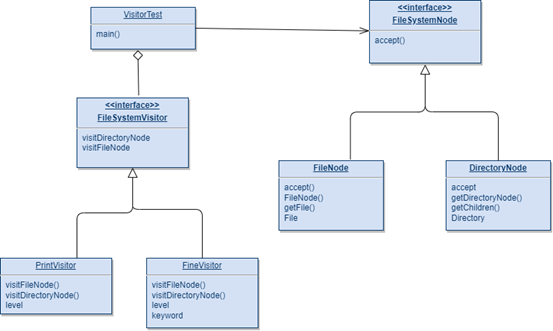 VisitorTest
main()
<<interface>>
FileSystemNode
accept()
<<interface>>
FileSystemVisitor
visitDirectoryNode
visitFileNode
FileNode
accept()
FileNode()
getFile()
File
DirectoryNode
accept
getDirectoryNode()
getChildren()
Directory
PrintVisitor
visitFileNode()
visitDirectoryNode()
level
FineVisitor
visitFileNode()
visitDirectoryNode()
level
keyword